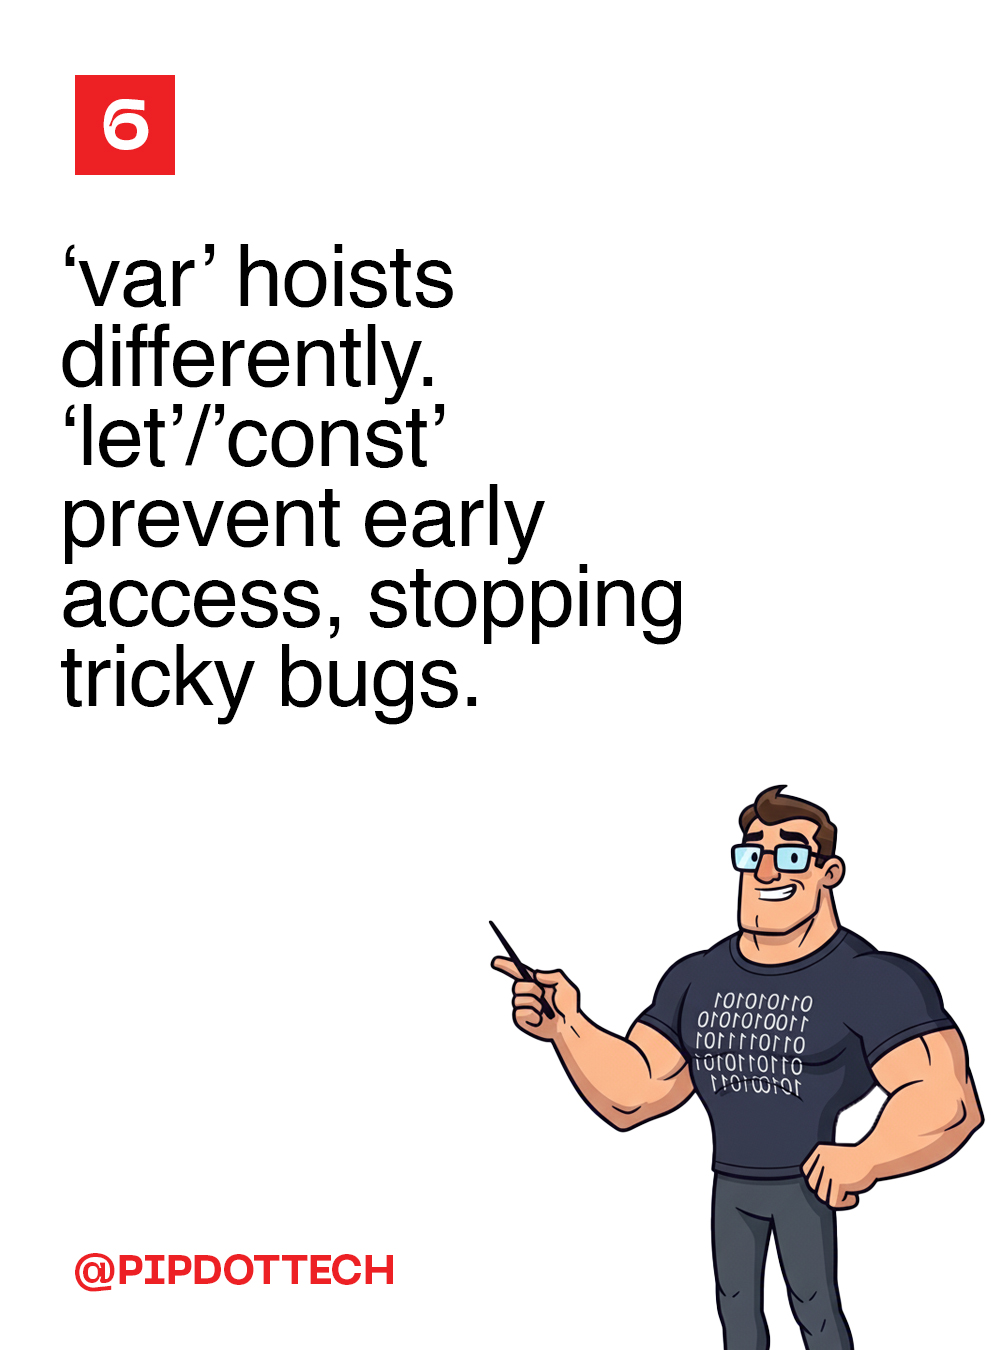 6
‘var’ hoists
differently.
‘let’/’const’
prevent early
access, stopping
tricky bugs.
@PIPDOTTECH